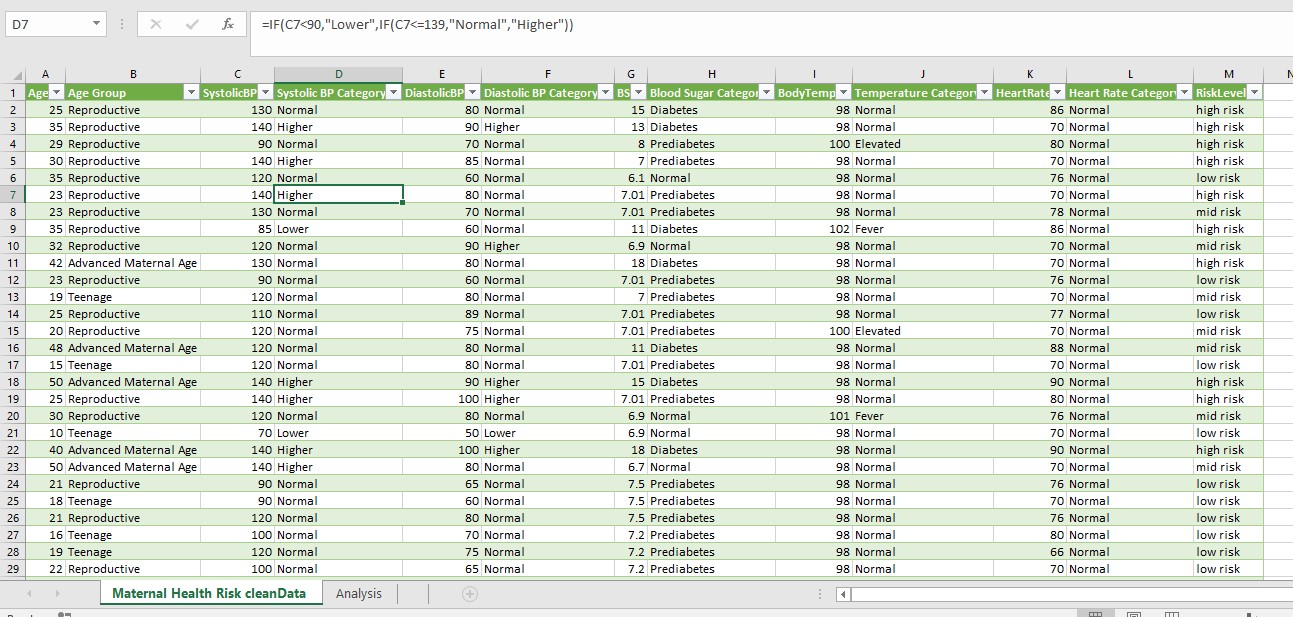 D7 fx =IF(C7<90,"Lower",IF(C7<=139,"Normal","Higher"))
A B C D E F G H I J K L M N
1 Age Age Group SystolicBP Systolic BP Category DiastolicBP Diastolic BP Category BS Blood Sugar Categor BodyTemp Temperature Categor HeartRate Heart Rate Categor RiskLevel
2 25 Reproductive 130 Normal 80 Normal 15 Diabetes 98 Normal 86 Normal high risk
3 35 Reproductive 140 Higher 90 Higher 13 Diabetes 98 Normal 70 Normal high risk
4 29 Reproductive 90 Normal 70 Normal 8 Prediabetes 100 Elevated 80 Normal high risk
5 30 Reproductive 140 Higher 85 Normal 7 Prediabetes 98 Normal 70 Normal high risk
6 35 Reproductive 120 Normal 60 Normal 6.1 Normal 98 Normal 76 Normal low risk
7 23 Reproductive 140 Higher 80 Normal 7.01 Prediabetes 98 Normal 70 Normal high risk
8 23 Reproductive 130 Normal 70 Normal 7.01 Prediabetes 98 Normal 78 Normal mid risk
9 35 Reproductive 85 Lower 60 Normal 11 Diabetes 102 Fever 86 Normal high risk
10 32 Reproductive 120 Normal 90 Higher 6.9 Normal 98 Normal 70 Normal mid risk
11 42 Advanced Maternal Age 130 Normal 80 Normal 18 Diabetes 98 Normal 70 Normal high risk
12 23 Reproductive 90 Normal 60 Normal 7.01 Prediabetes 98 Normal 76 Normal low risk
13 19 Teenage 120 Normal 80 Normal 7 Prediabetes 98 Normal 70 Normal mid risk
14 25 Reproductive 110 Normal 89 Normal 7.01 Prediabetes 98 Normal 77 Normal low risk
15 20 Reproductive 120 Normal 75 Normal 7.01 Prediabetes 100 Elevated 70 Normal mid risk
16 48 Advanced Maternal Age 120 Normal 80 Normal 11 Diabetes 98 Normal 88 Normal mid risk
17 15 Teenage 120 Normal 80 Normal 7.01 Prediabetes 98 Normal 70 Normal low risk
18 50 Advanced Maternal Age 140 Higher 90 Higher 15 Diabetes 98 Normal 90 Normal high risk
19 25 Reproductive 140 Higher 100 Higher 7.01 Prediabetes 98 Normal 80 Normal high risk
20 30 Reproductive 120 Normal 80 Normal 6.9 Normal 101 Fever 76 Normal mid risk
21 10 Teenage 70 Lower 50 Lower 6.9 Normal 98 Normal 70 Normal low risk
22 40 Advanced Maternal Age 140 Higher 100 Higher 18 Diabetes 98 Normal 90 Normal high risk
23 50 Advanced Maternal Age 140 Higher 80 Normal 6.7 Normal 98 Normal 70 Normal mid risk
24 21 Reproductive 90 Normal 65 Normal 7.5 Prediabetes 98 Normal 76 Normal low risk
25 18 Teenage 90 Normal 60 Normal 7.5 Prediabetes 98 Normal 70 Normal low risk
26 21 Reproductive 120 Normal 80 Normal 7.5 Prediabetes 98 Normal 76 Normal low risk
27 16 Teenage 100 Normal 70 Normal 7.2 Prediabetes 98 Normal 80 Normal low risk
28 19 Teenage 120 Normal 75 Normal 7.2 Prediabetes 98 Normal 66 Normal low risk
29 22 Reproductive 100 Normal 65 Normal 7.2 Prediabetes 98 Normal 70 Normal low risk
Maternal Health Risk cleanData Analysis